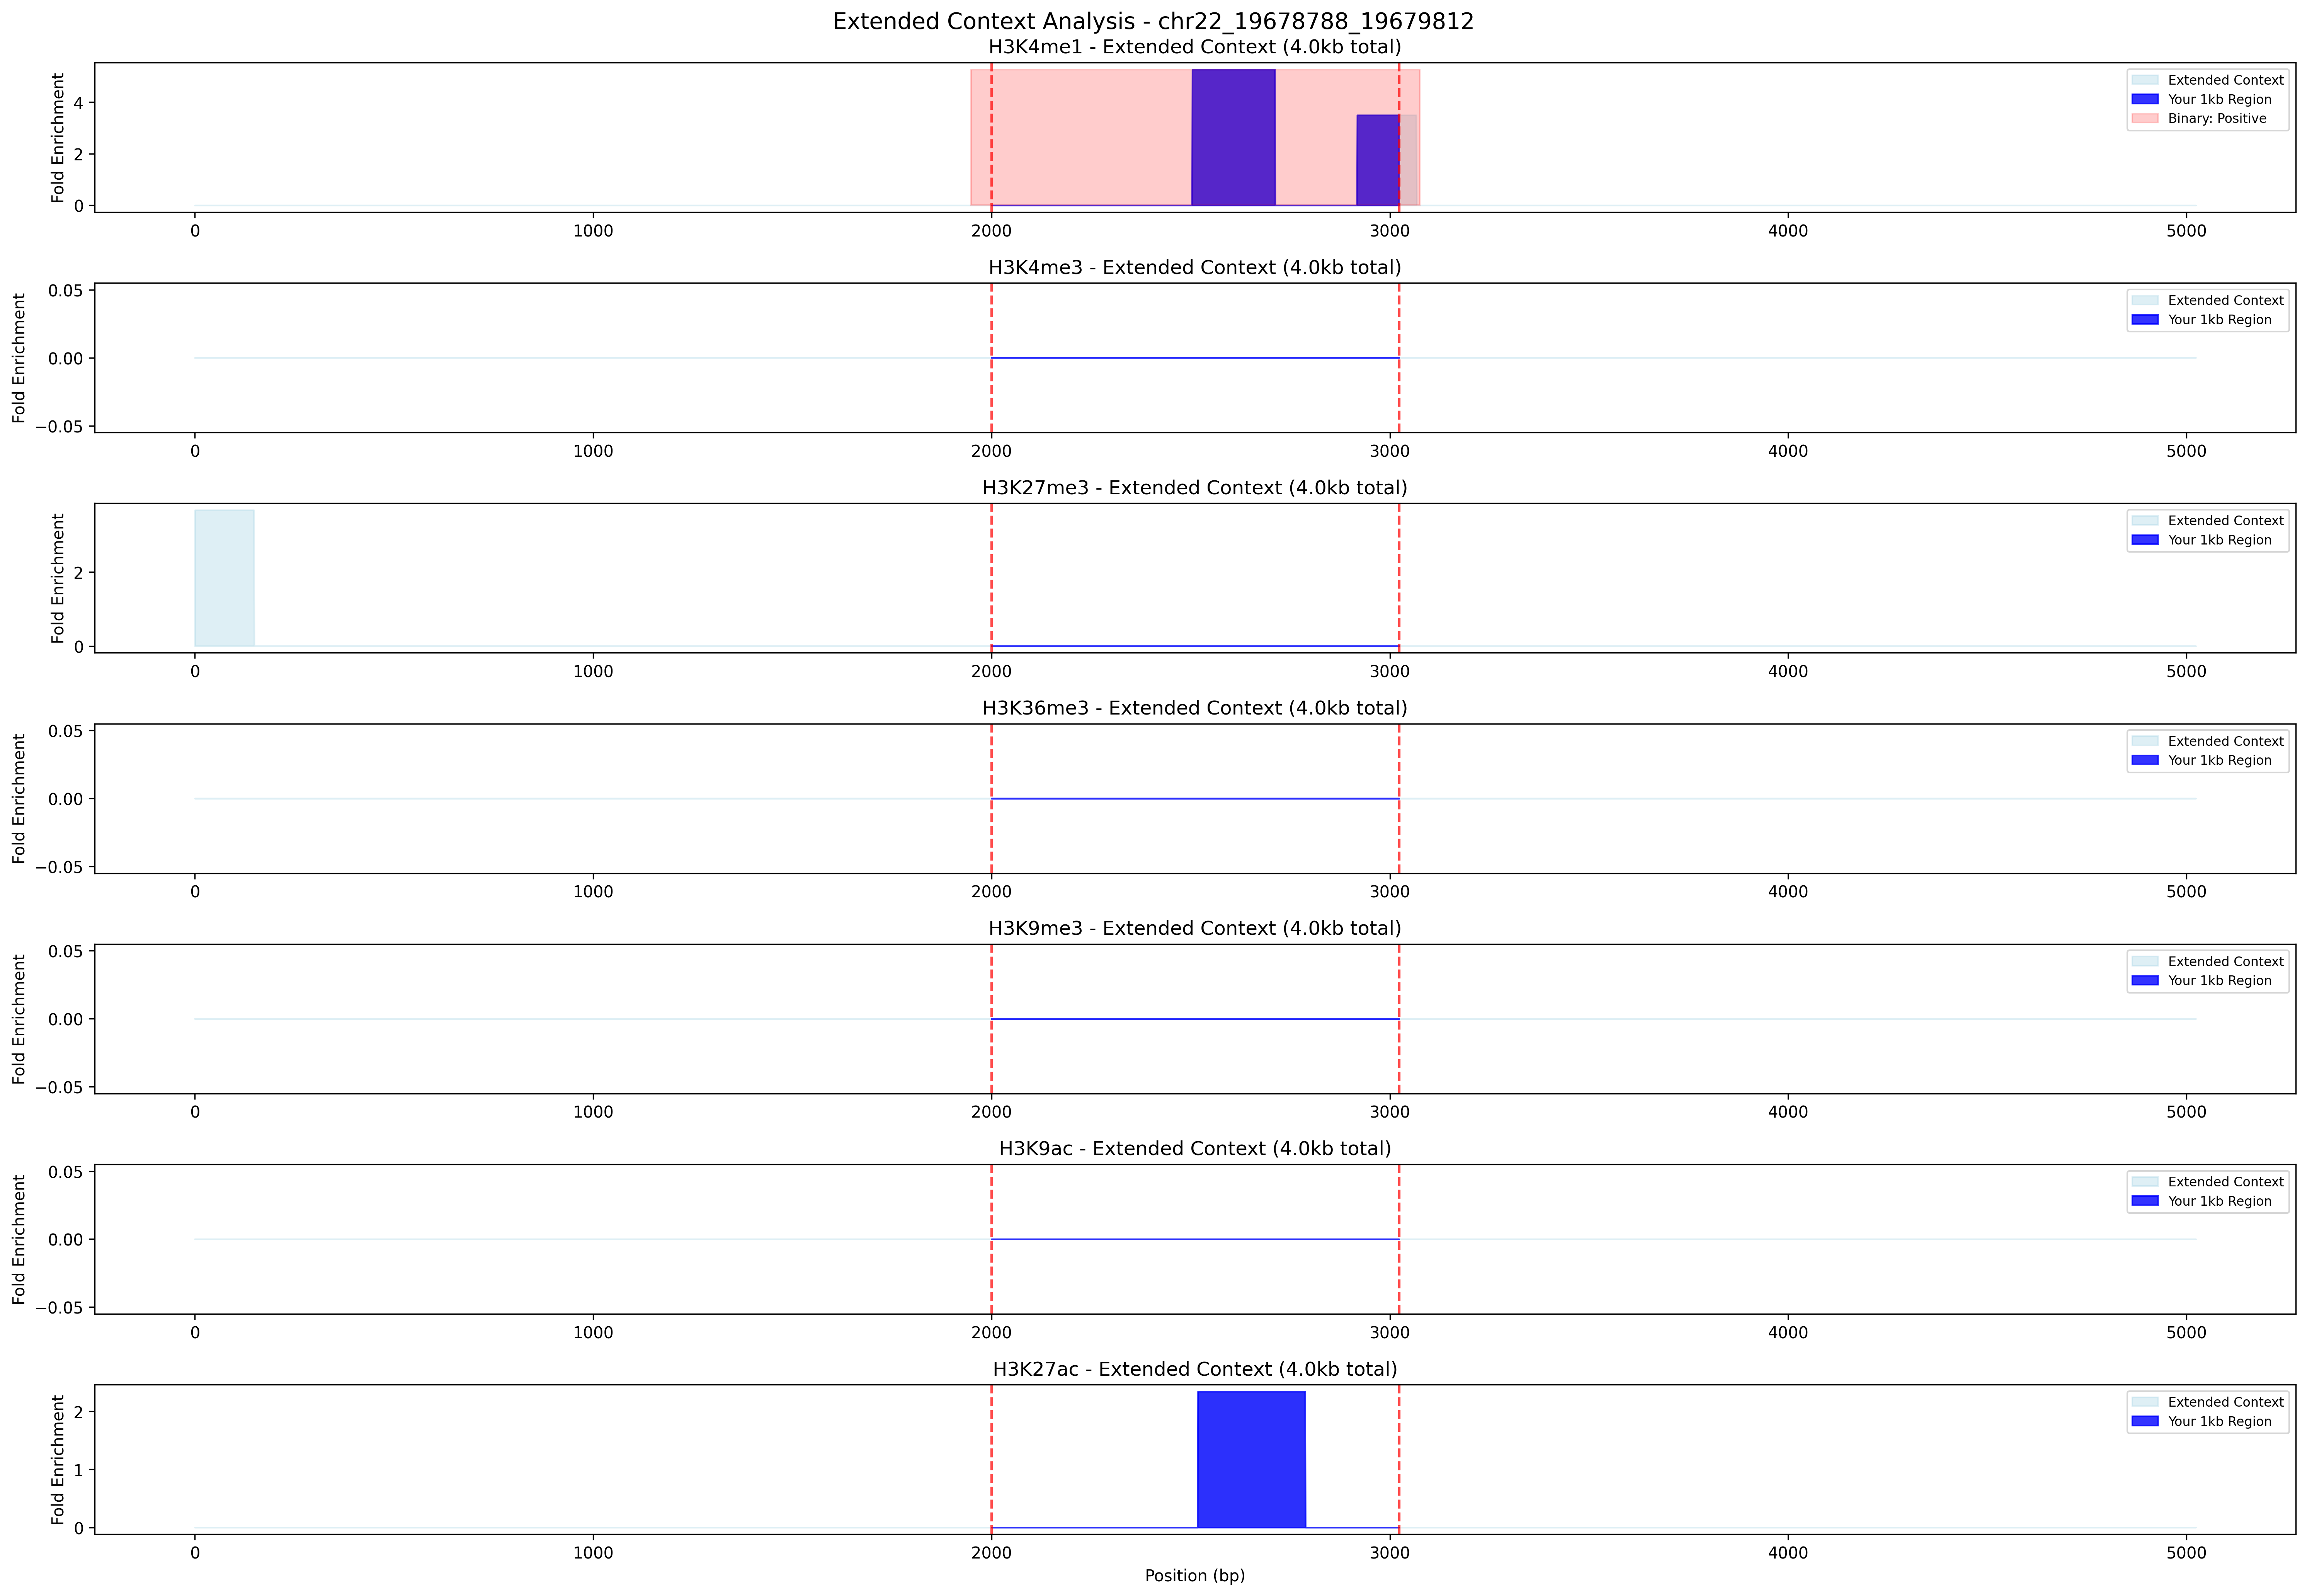 Extended Context Analysis - chr22_19678788_19679812
H3K4me1 - Extended Context (4.0kb total)
Fold Enrichment
4
2
0
Extended Context
Your 1kb Region
Binary: Positive
0 1000 2000 3000 4000 5000
H3K4me3 - Extended Context (4.0kb total)
Fold Enrichment
0.05
0.00
−0.05
Extended Context
Your 1kb Region
0 1000 2000 3000 4000 5000
H3K27me3 - Extended Context (4.0kb total)
Fold Enrichment
2
0
Extended Context
Your 1kb Region
0 1000 2000 3000 4000 5000
H3K36me3 - Extended Context (4.0kb total)
Fold Enrichment
0.05
0.00
−0.05
Extended Context
Your 1kb Region
0 1000 2000 3000 4000 5000
H3K9me3 - Extended Context (4.0kb total)
Fold Enrichment
0.05
0.00
−0.05
Extended Context
Your 1kb Region
0 1000 2000 3000 4000 5000
H3K9ac - Extended Context (4.0kb total)
Fold Enrichment
0.05
0.00
−0.05
Extended Context
Your 1kb Region
0 1000 2000 3000 4000 5000
H3K27ac - Extended Context (4.0kb total)
Fold Enrichment
2
1
0
Extended Context
Your 1kb Region
0 1000 2000 3000 4000 5000
Position (bp)